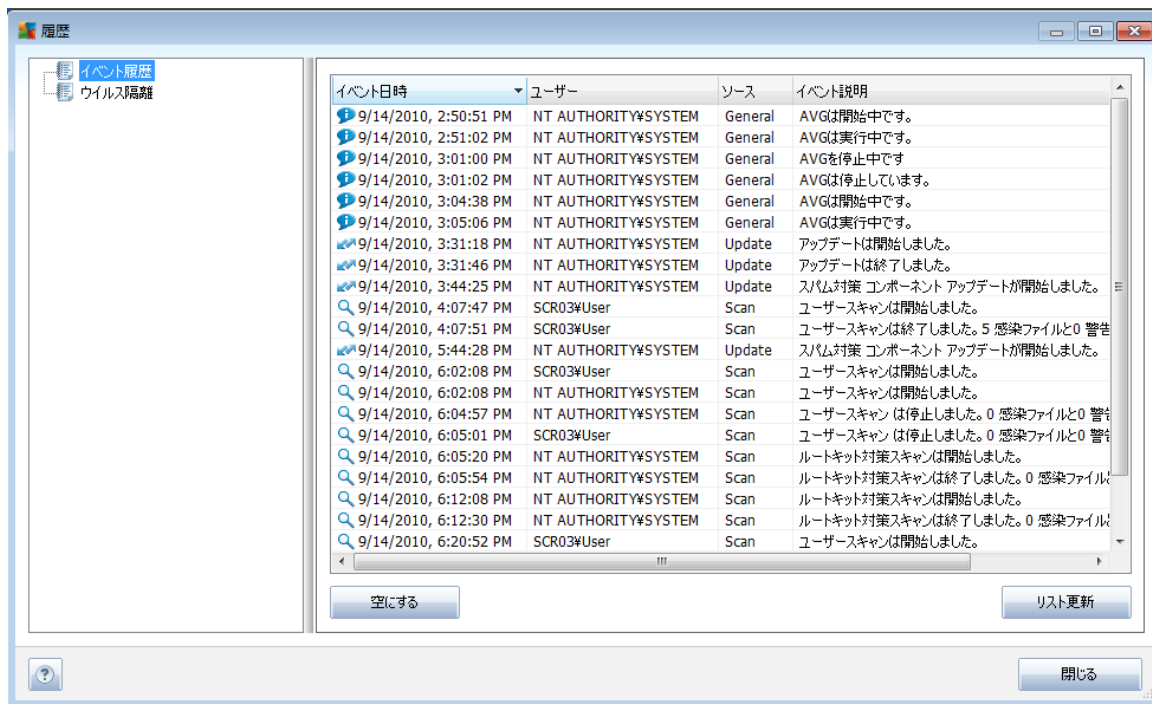 履歴
イベント履歴
ウイルス隔離
イベント日時 ユーザー ソース イベント説明
9/14/2010, 2:50:51 PM NT AUTHORITY¥SYSTEM General AVGは開始中です。
9/14/2010, 2:51:02 PM NT AUTHORITY¥SYSTEM General AVGは実行中です。
9/14/2010, 3:01:00 PM NT AUTHORITY¥SYSTEM General AVGを停止中です
9/14/2010, 3:01:02 PM NT AUTHORITY¥SYSTEM General AVGは停止しています。
9/14/2010, 3:04:38 PM NT AUTHORITY¥SYSTEM General AVGは開始中です。
9/14/2010, 3:05:06 PM NT AUTHORITY¥SYSTEM General AVGは実行中です。
9/14/2010, 3:31:18 PM NT AUTHORITY¥SYSTEM Update アップデートは開始しました。
9/14/2010, 3:31:46 PM NT AUTHORITY¥SYSTEM Update アップデートは終了しました。
9/14/2010, 3:44:25 PM NT AUTHORITY¥SYSTEM Update スパム対策 コンポーネント アップデートが開始しました。
9/14/2010, 4:07:47 PM SCR03¥User Scan ユーザースキャンは開始しました。
9/14/2010, 4:07:51 PM SCR03¥User Scan ユーザースキャンは終了しました。5 感染ファイルと0 警告
9/14/2010, 5:44:28 PM NT AUTHORITY¥SYSTEM Update スパム対策 コンポーネント アップデートが開始しました。
9/14/2010, 6:02:08 PM SCR03¥User Scan ユーザースキャンは開始しました。
9/14/2010, 6:02:08 PM NT AUTHORITY¥SYSTEM Scan ユーザースキャンは開始しました。
9/14/2010, 6:04:57 PM NT AUTHORITY¥SYSTEM Scan ユーザースキャン は停止しました。0 感染ファイルと0 警告
9/14/2010, 6:05:01 PM SCR03¥User Scan ユーザースキャン は停止しました。0 感染ファイルと0 警告
9/14/2010, 6:05:20 PM NT AUTHORITY¥SYSTEM Scan ルートキット対策スキャンは開始しました。
9/14/2010, 6:05:54 PM NT AUTHORITY¥SYSTEM Scan ルートキット対策スキャンは終了しました。0 感染ファイル
9/14/2010, 6:12:08 PM NT AUTHORITY¥SYSTEM Scan ルートキット対策スキャンは開始しました。
9/14/2010, 6:12:30 PM NT AUTHORITY¥SYSTEM Scan ルートキット対策スキャンは終了しました。0 感染ファイル
9/14/2010, 6:20:52 PM SCR03¥User Scan ユーザースキャンは開始しました。
空にする リスト更新
閉じる